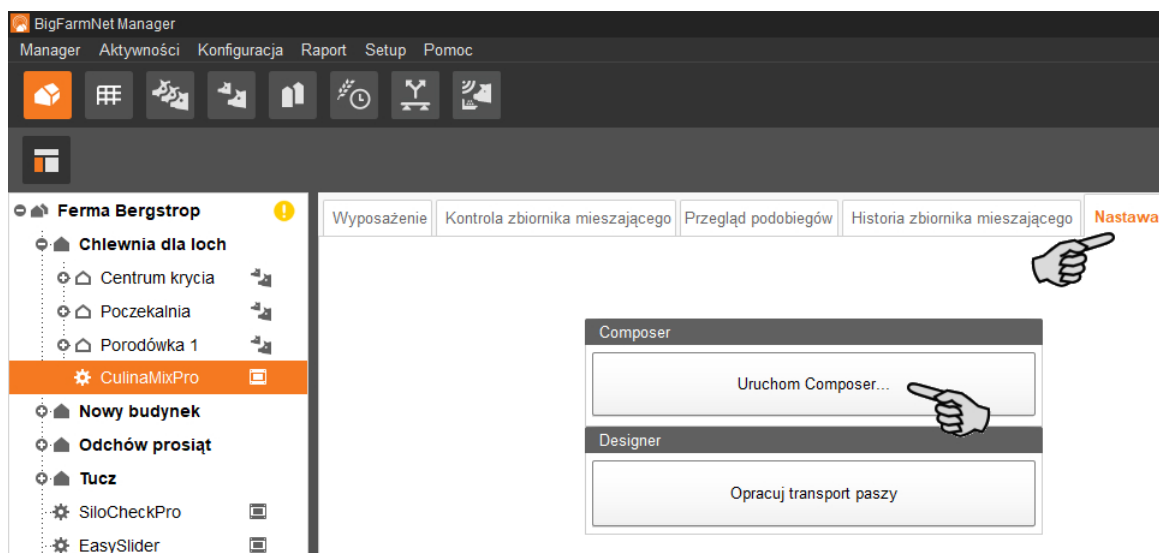 BigFarmNet Manager
Manager Aktywności Konfiguracja Raport Setup Pomoc
Ferma Bergstrop
Chlewnia dla loch
Centrum krycia
Poczekalnia
Porodówka 1
CulinaMixPro
Nowy budynek
Odchów prosiąt
Tucz
SiloCheckPro
EasySlider
Wyposażenie Kontrola zbiornika mieszającego Przegląd podobiegów Historia zbiornika mieszającego Nastawa
Composer
Uruchom Composer...
Designer
Opracuj transport paszy